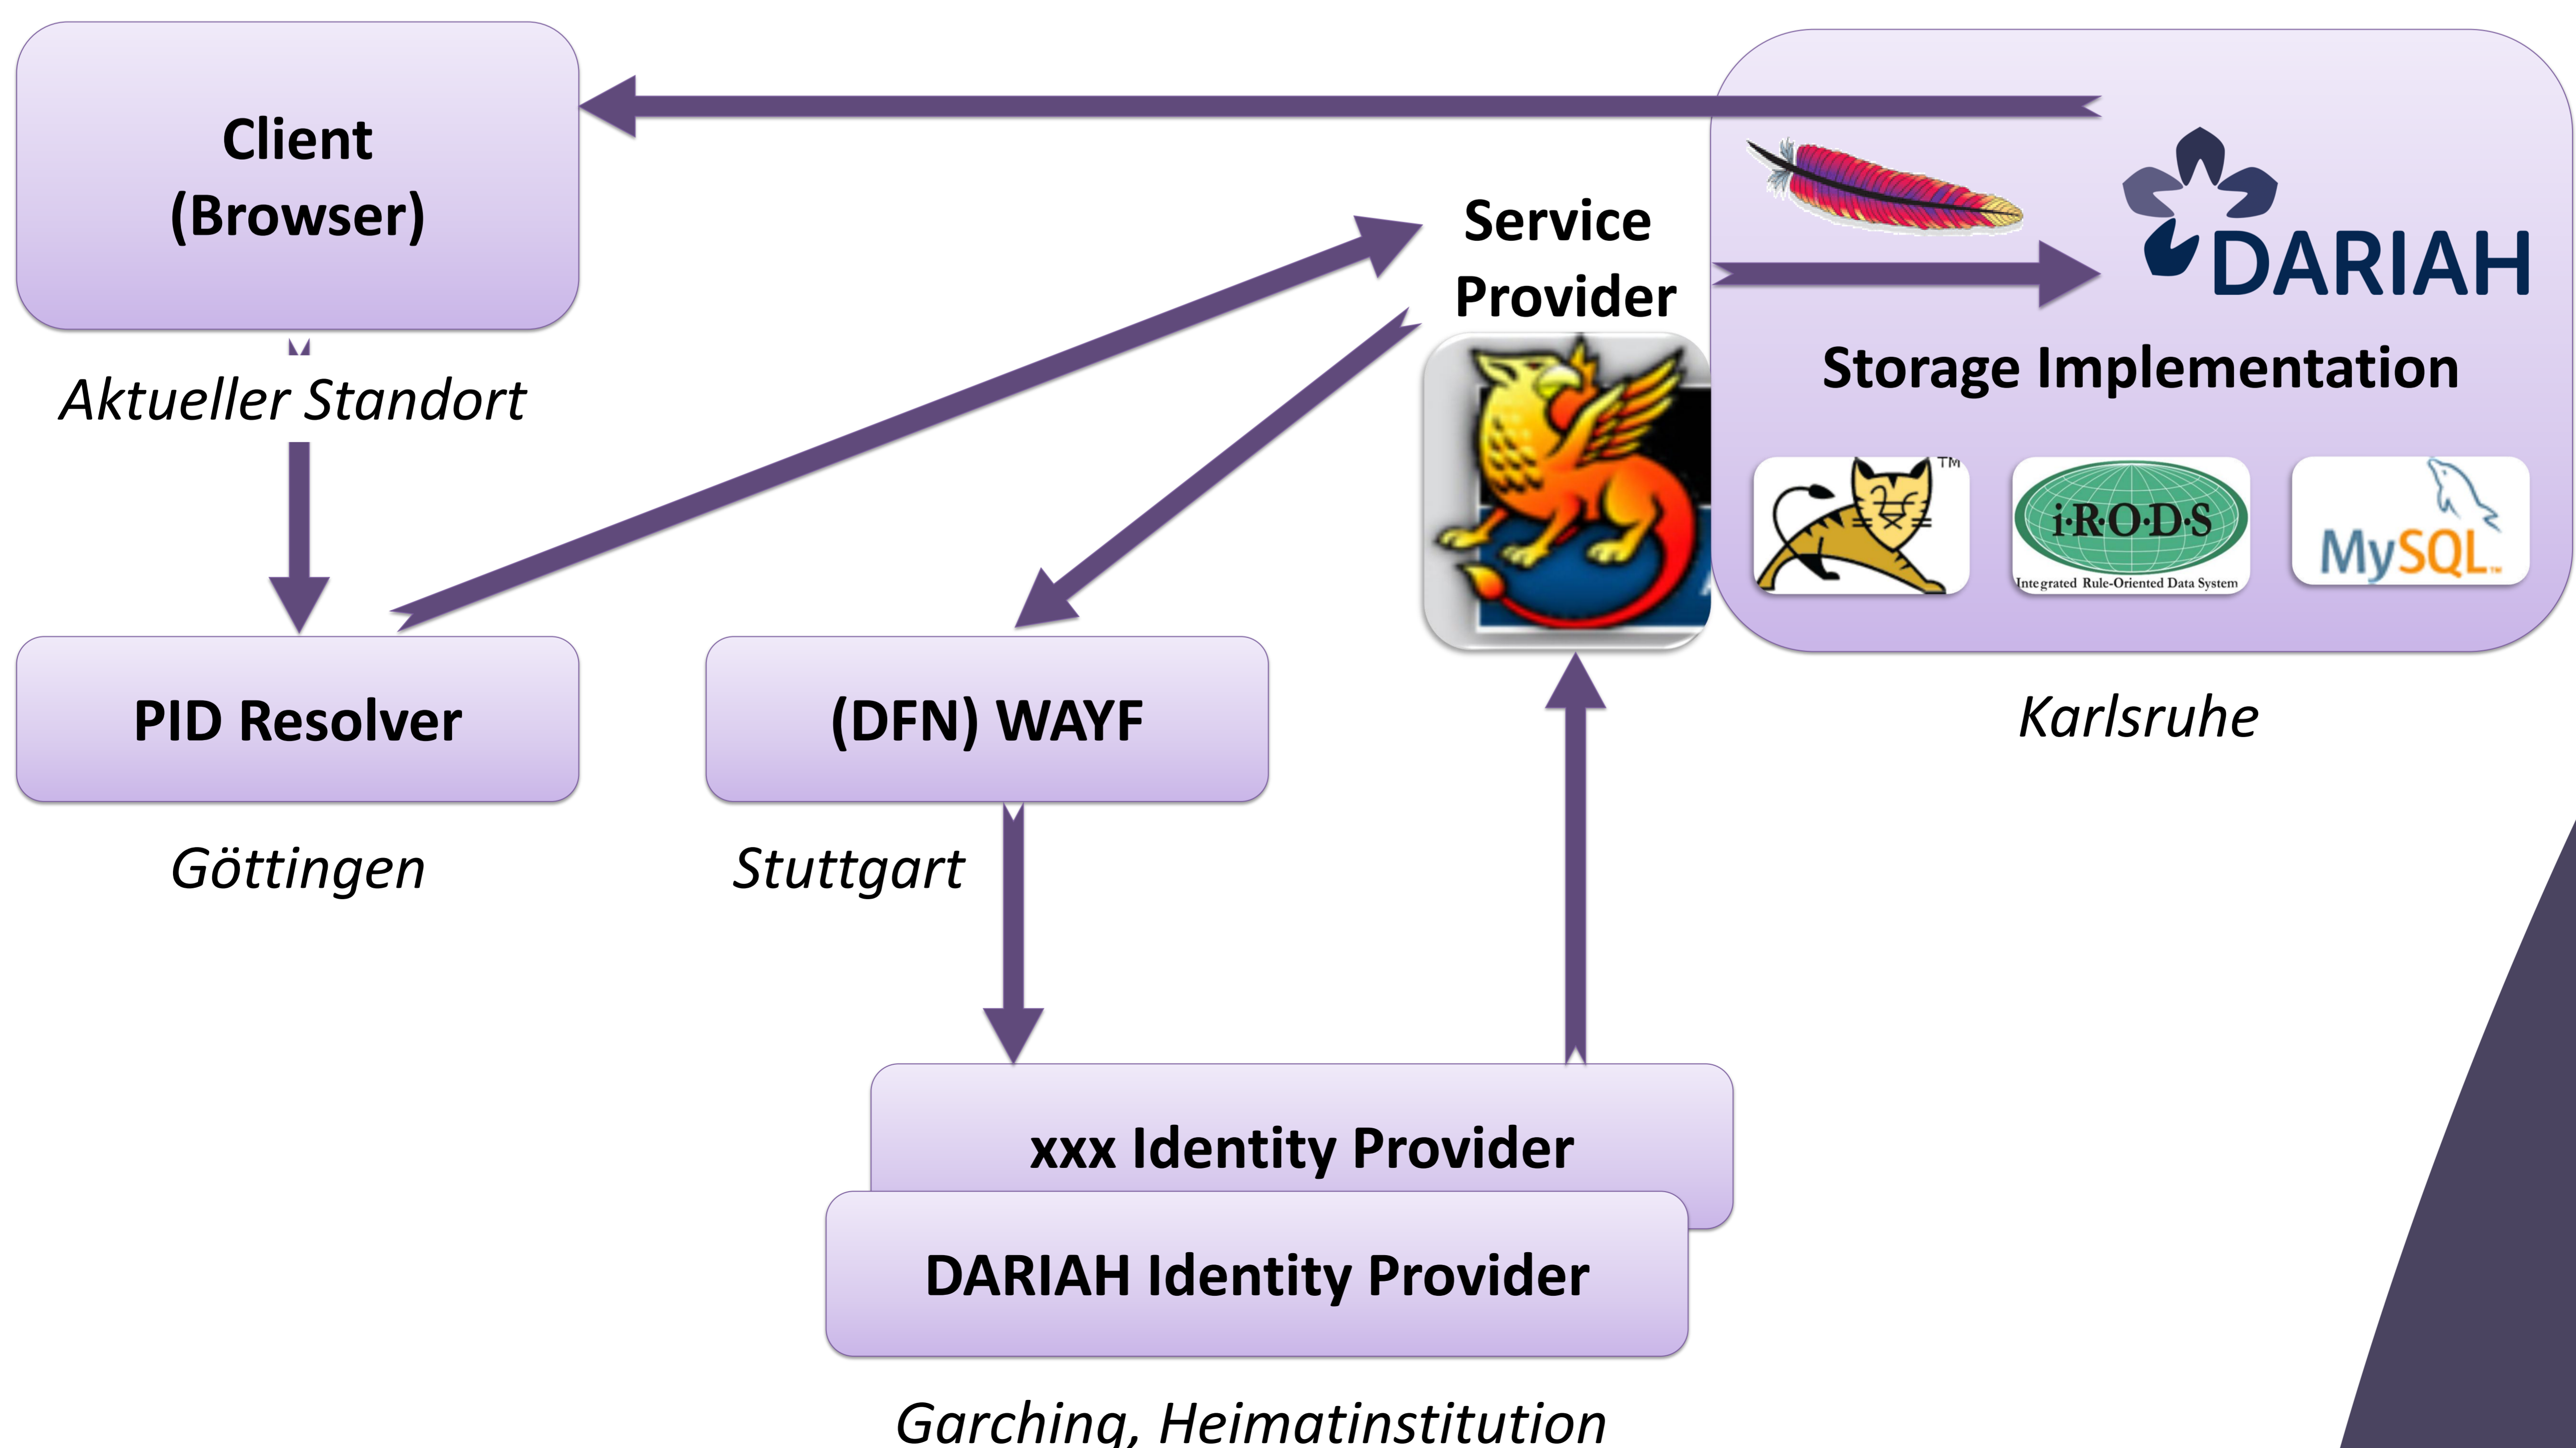 Client
(Browser)
Aktueller Standort
Service
Provider
DARIAH
Storage Implementation
TM
i·R·O·D·S
Integrated Rule-Oriented Data System
MySQL™
PID Resolver
(DFN) WAYF
Karlsruhe
Göttingen
Stuttgart
xxx Identity Provider
DARIAH Identity Provider
Garching, Heimatinstitution